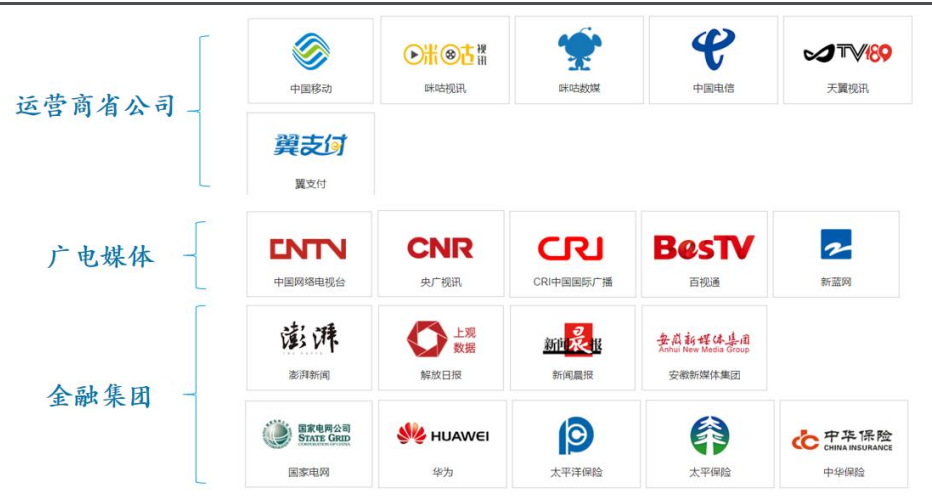 运营商省公司
咪咕视讯
TV189
中国移动
咪咕视讯
咪咕数媒
中国电信
天翼视讯
翼支付
翼支付
广电媒体
CNTV
CNR
CRI
BesTV
中国网络电视台
央广视讯
CRI中国国际广播
百视通
新蓝网
金融集团
澎湃
THE PAPER
上观
数据
新闻晨报
安徽新媒体集团
Anhui New Media Group
澎湃新闻
解放日报
新闻晨报
安徽新媒体集团
国家电网公司
STATE GRID
CORPORATION OF CHINA
HUAWEI
中华保险
CHINA INSURANCE
国家电网
华为
太平洋保险
太平保险
中华保险